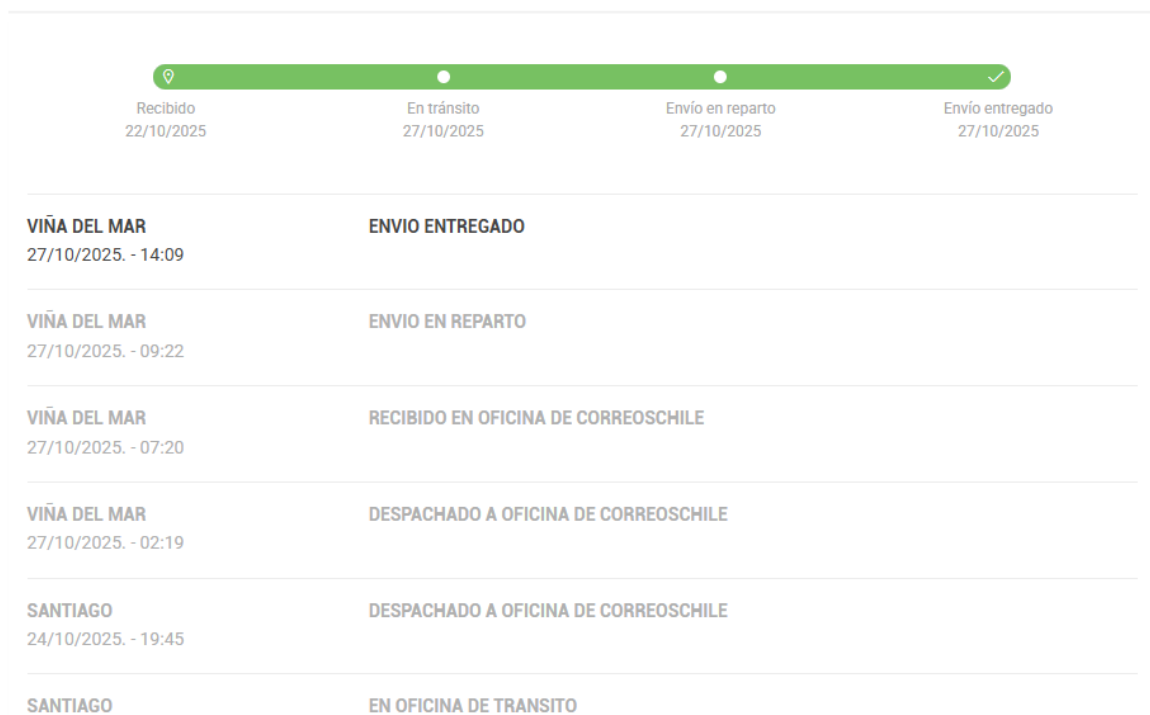 Recibido
22/10/2025
En tránsito
27/10/2025
Envío en reparto
27/10/2025
Envío entregado
27/10/2025
VIÑA DEL MAR
ENVIO ENTREGADO
27/10/2025. - 14:09
VIÑA DEL MAR
ENVIO EN REPARTO
27/10/2025. - 09:22
VIÑA DEL MAR
RECIBIDO EN OFICINA DE CORREOSCHILE
27/10/2025. - 07:20
VIÑA DEL MAR
DESPACHADO A OFICINA DE CORREOSCHILE
27/10/2025. - 02:19
SANTIAGO
DESPACHADO A OFICINA DE CORREOSCHILE
24/10/2025. - 19:45
SANTIAGO
EN OFICINA DE TRANSITO